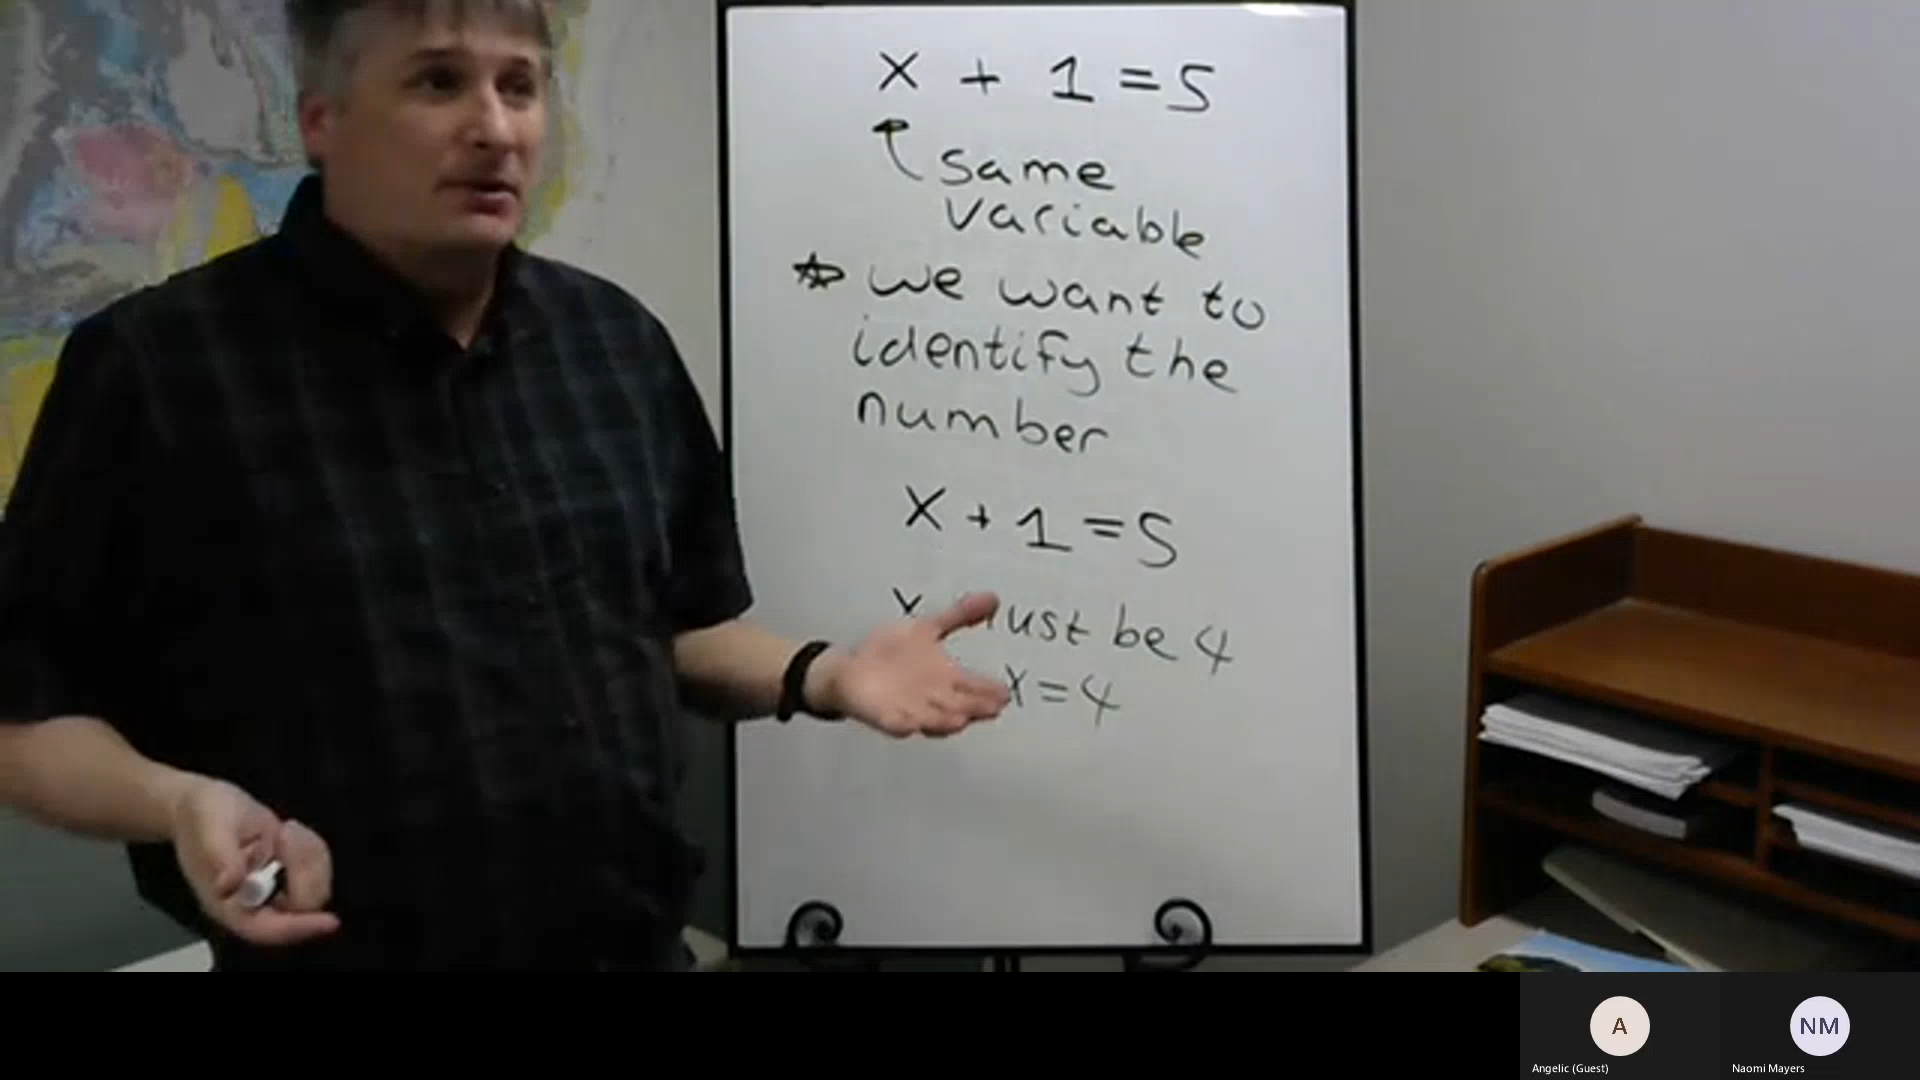 x + 1 = 5
same
variable
☆ we want to
identify the
number
x + 1 = 5
x must be 4
x = 4
A
NM
Angelic (Guest)
Naomi Mayers